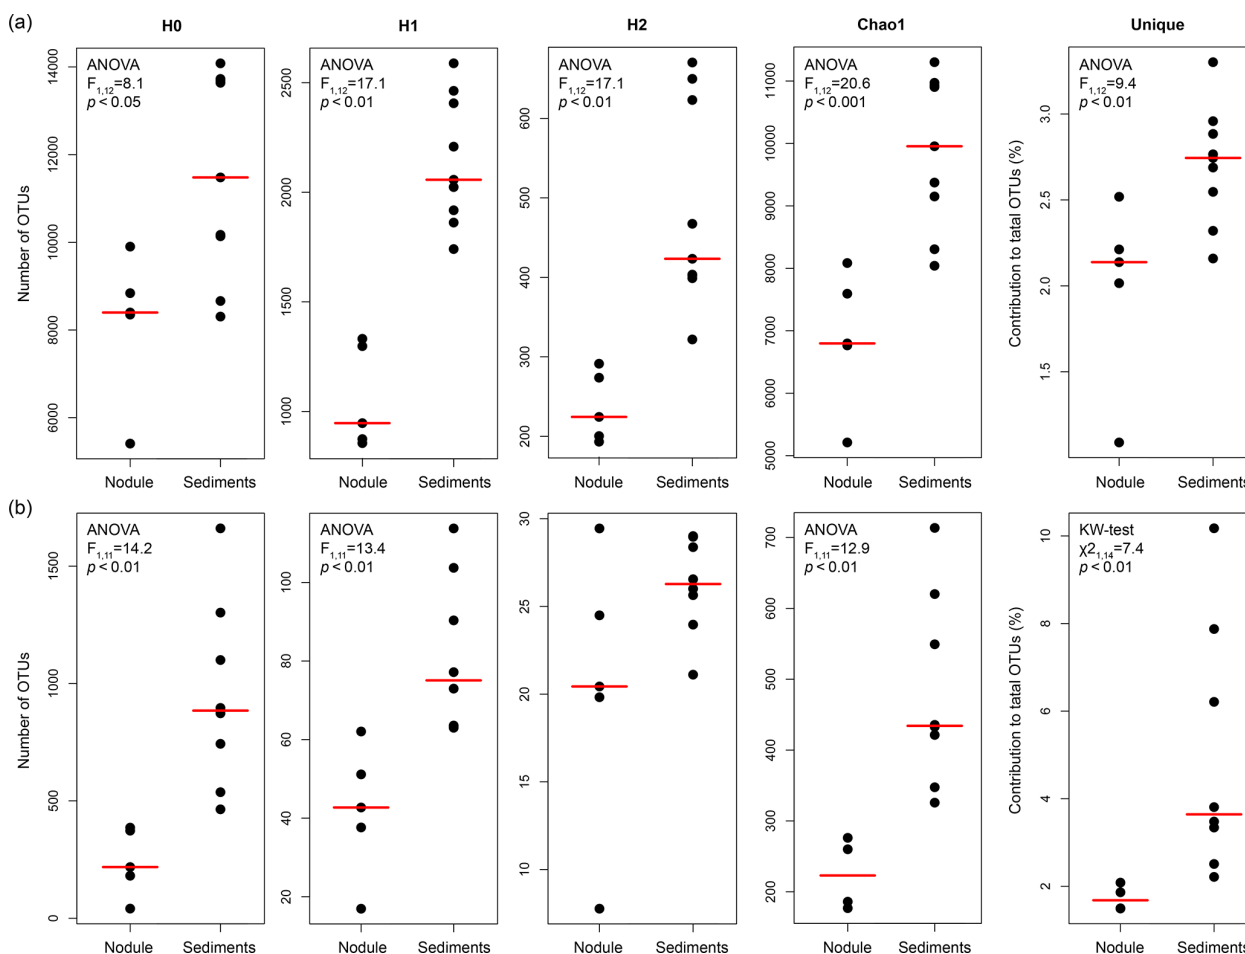 (a)
H0
H1
H2
Chao1
Unique
Number of OTUs
14000
12000
10000
8000
6000
ANOVA
F1,12=8.1
p < 0.05
Nodule Sediments
2500
2000
1500
1000
ANOVA
F1,12=17.1
p < 0.01
Nodule Sediments
600
500
400
300
200
ANOVA
F1,12=17.1
p < 0.01
Nodule Sediments
11000
10000
9000
8000
7000
6000
5000
ANOVA
F1,12=20.6
p < 0.001
Nodule Sediments
Contribution to tatal OTUs (%)
3.0
2.5
2.0
1.5
ANOVA
F1,12=9.4
p < 0.01
Nodule Sediments
(b)
Number of OTUs
1500
1000
500
0
ANOVA
F1,11=14.2
p < 0.01
Nodule Sediments
100
80
60
40
20
ANOVA
F1,11=13.4
p < 0.01
Nodule Sediments
30
25
20
15
10
Nodule Sediments
700
600
500
400
300
200
ANOVA
F1,11=12.9
p < 0.01
Nodule Sediments
Contribution to tatal OTUs (%)
10
8
6
4
2
KW-test
χ21,14=7.4
p < 0.01
Nodule Sediments